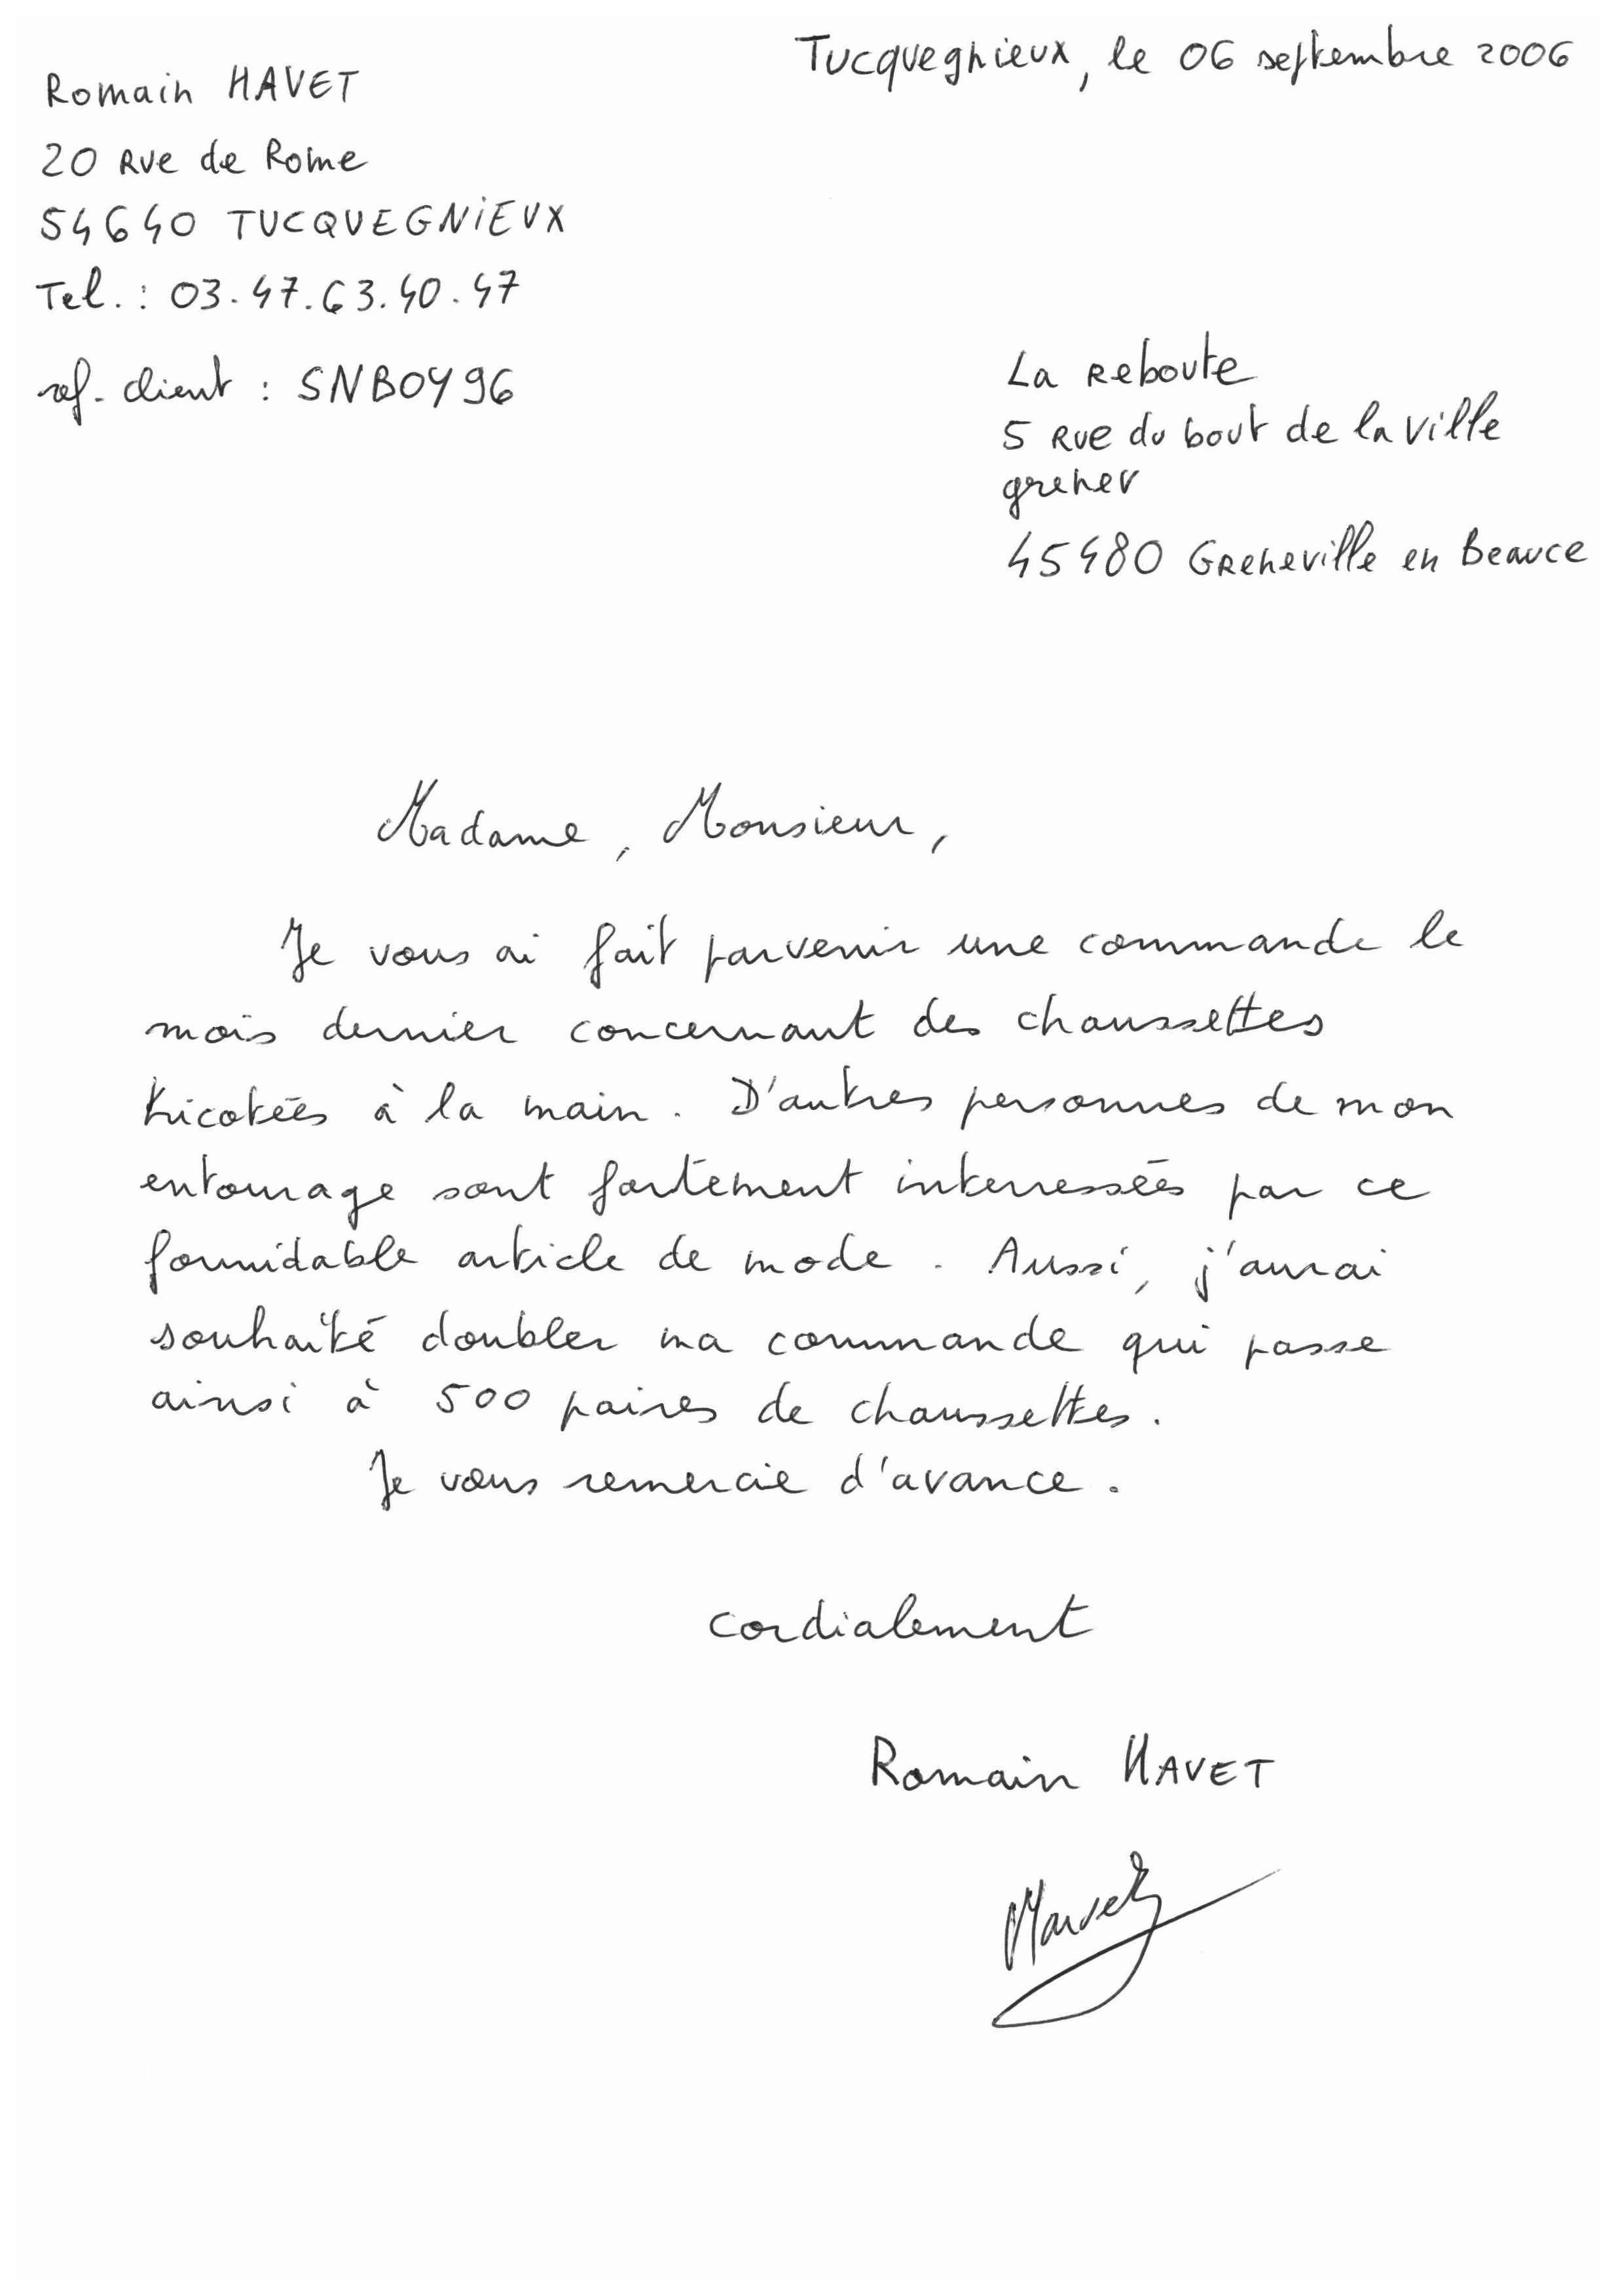 Tucquegnieux, le 06 septembre 2006
Romain HAVET
20 Rue de Rome
54640 TUCQUEGNIEUX
Tel. : 03.47.63.40.47
ref. client : SNBOY96
La Reboute
5 Rue du bout de la ville
grenev
45480 Greneville en Beauce
Madame, Monsieur,
Je vous ai fait parvenir une commande le
mois dernier concernant des chaussettes
tricotées à la main. D'autres personnes de mon
entourage sont fortement interressées par ce
formidable article de mode. Aussi, j'aurai
souhaité doubler ma commande qui passe
ainsi à 500 paires de chaussettes.
Je vous remercie d'avance.
Cordialement
Romain HAVET